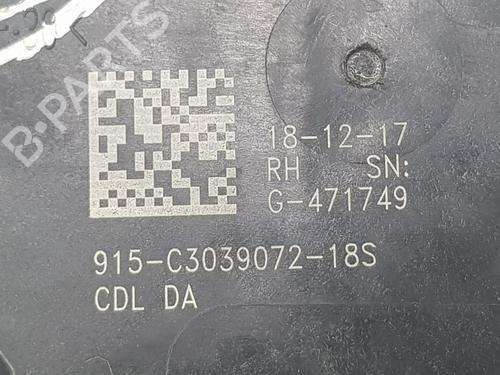 B-PARTS
18-12-17
RH SN:
G-471749
915-C3039072-18S
CDL DA